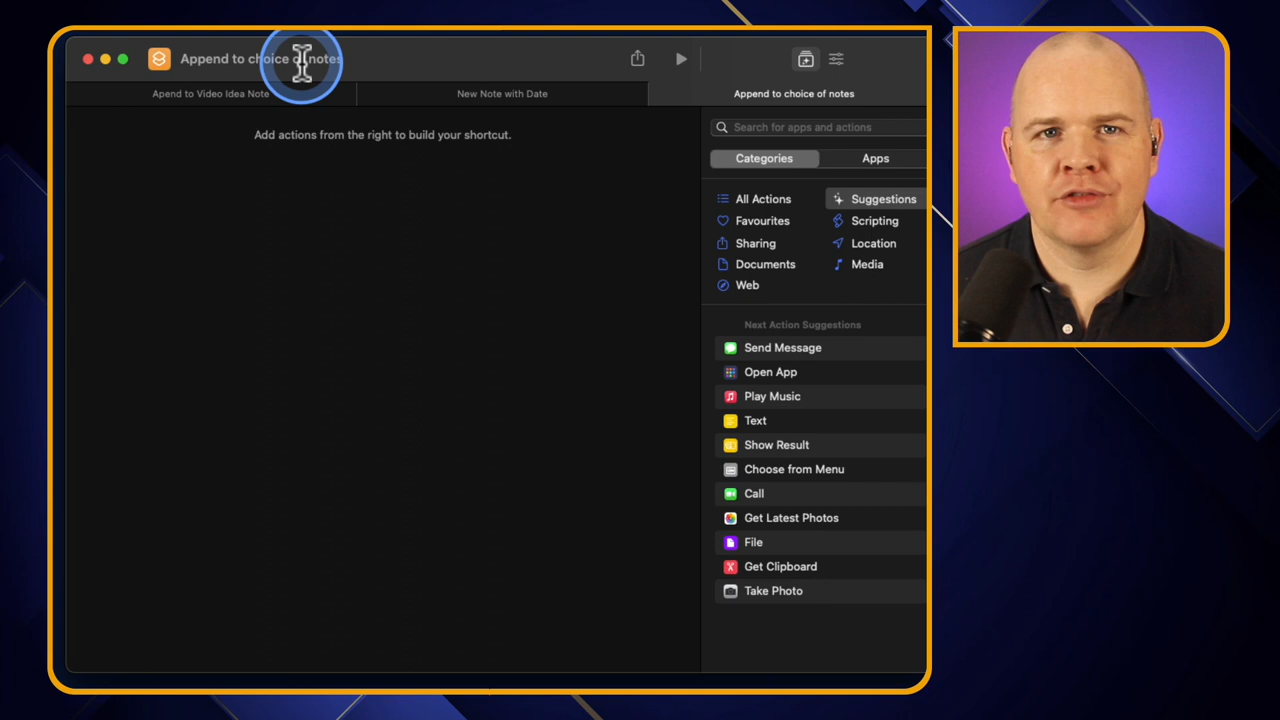 Append to choice of notes
Apend to Video Idea Note
New Note with Date
Append to choice of notes
Add actions from the right to build your shortcut.
Search for apps and actions
Categories
Apps
All Actions
Suggestions
Favourites
Scripting
Sharing
Location
Documents
Media
Web
Next Action Suggestions
Send Message
Open App
Play Music
Text
Show Result
Choose from Menu
Call
Get Latest Photos
File
Get Clipboard
Take Photo